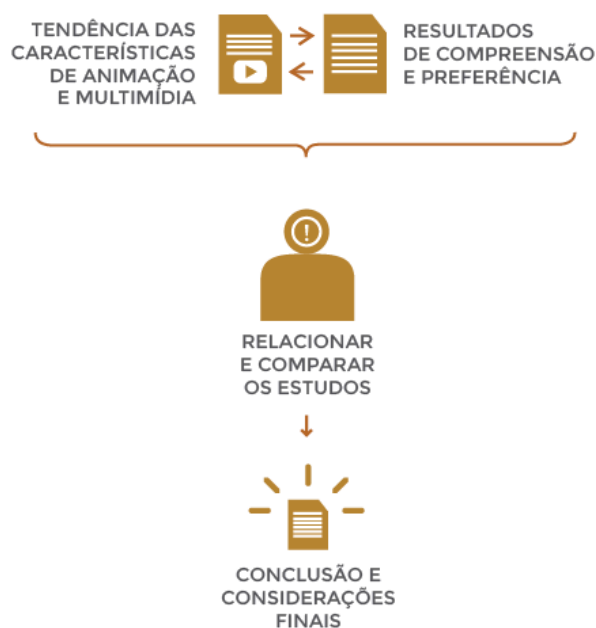 TENDÊNCIA DAS
CARACTERÍSTICAS
DE ANIMAÇÃO
E MULTIMÍDIA
RESULTADOS
DE COMPREENSÃO
E PREFERÊNCIA
!
RELACIONAR
E COMPARAR
OS ESTUDOS
CONCLUSÃO E
CONSIDERAÇÕES
FINAIS